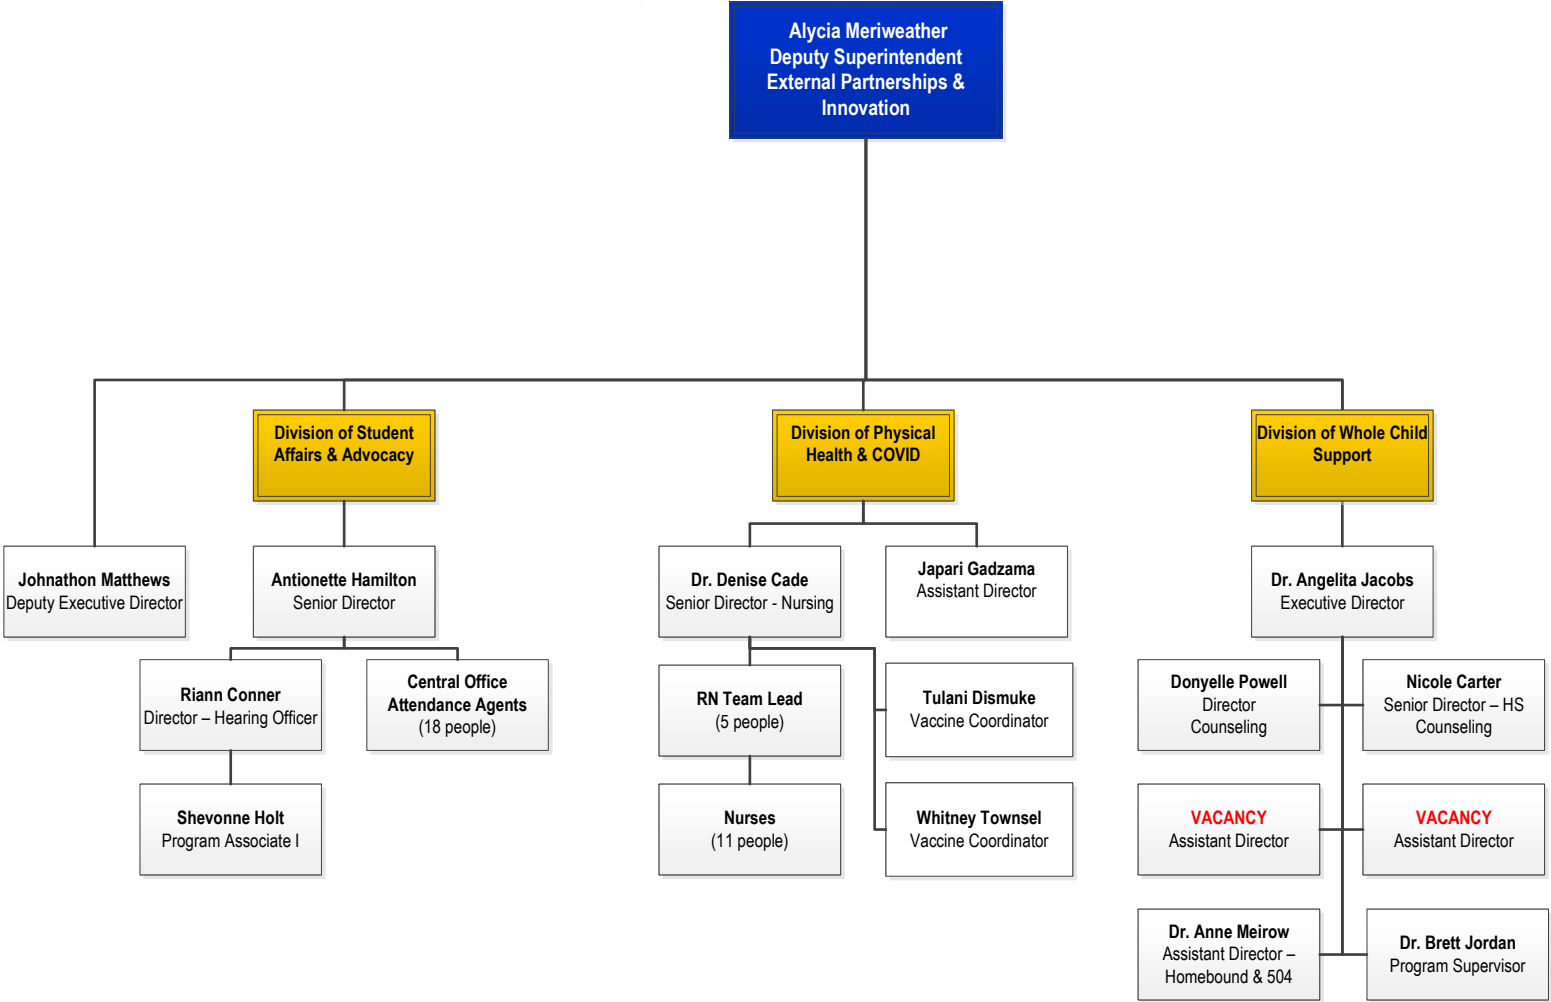 Alycia Meriweather
Deputy Superintendent
External Partnerships &
Innovation
Division of Student
Affairs & Advocacy
Division of Physical
Health & COVID
Division of Whole Child
Support
Johnathon Matthews
Deputy Executive Director
Antionette Hamilton
Senior Director
Dr. Denise Cade
Senior Director - Nursing
Japari Gadzama
Assistant Director
Dr. Angelita Jacobs
Executive Director
Riann Conner
Director – Hearing Officer
Central Office
Attendance Agents
(18 people)
RN Team Lead
(5 people)
Tulani Dismuke
Vaccine Coordinator
Donyelle Powell
Director
Counseling
Nicole Carter
Senior Director – HS
Counseling
Shevonne Holt
Program Associate I
Nurses
(11 people)
Whitney Townsel
Vaccine Coordinator
VACANCY
Assistant Director
VACANCY
Assistant Director
Dr. Anne Meirow
Assistant Director –
Homebound & 504
Dr. Brett Jordan
Program Supervisor